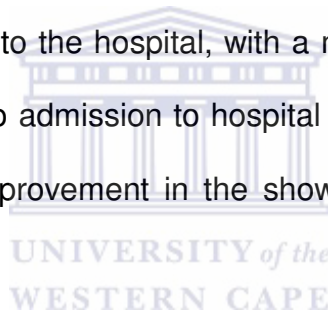 to the hospital, with a
admission to hospital
provement in the show
UNIVERSITY of the
WESTERN CAPE